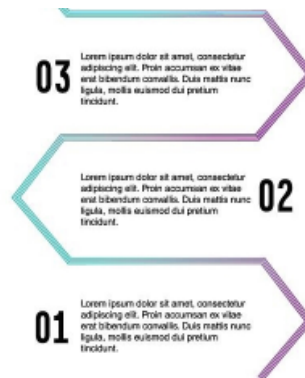 03
Lorem ipsum dolor sit amet, consectetur
adipiscing elit. Proin accumsan ex vitae
erat bibendum convallis. Duis mattis nunc
ligula, mollis euismod dui pretium
tincidunt.
Lorem ipsum dolor sit amet, consectetur
adipiscing elit. Proin accumsan ex vitae
erat bibendum convallis. Duis mattis nunc
ligula, mollis euismod dui pretium
tincidunt.
02
01
Lorem ipsum dolor sit amet, consectetur
adipiscing elit. Proin accumsan ex vitae
erat bibendum convallis. Duis mattis nunc
ligula, mollis euismod dui pretium
tincidunt.